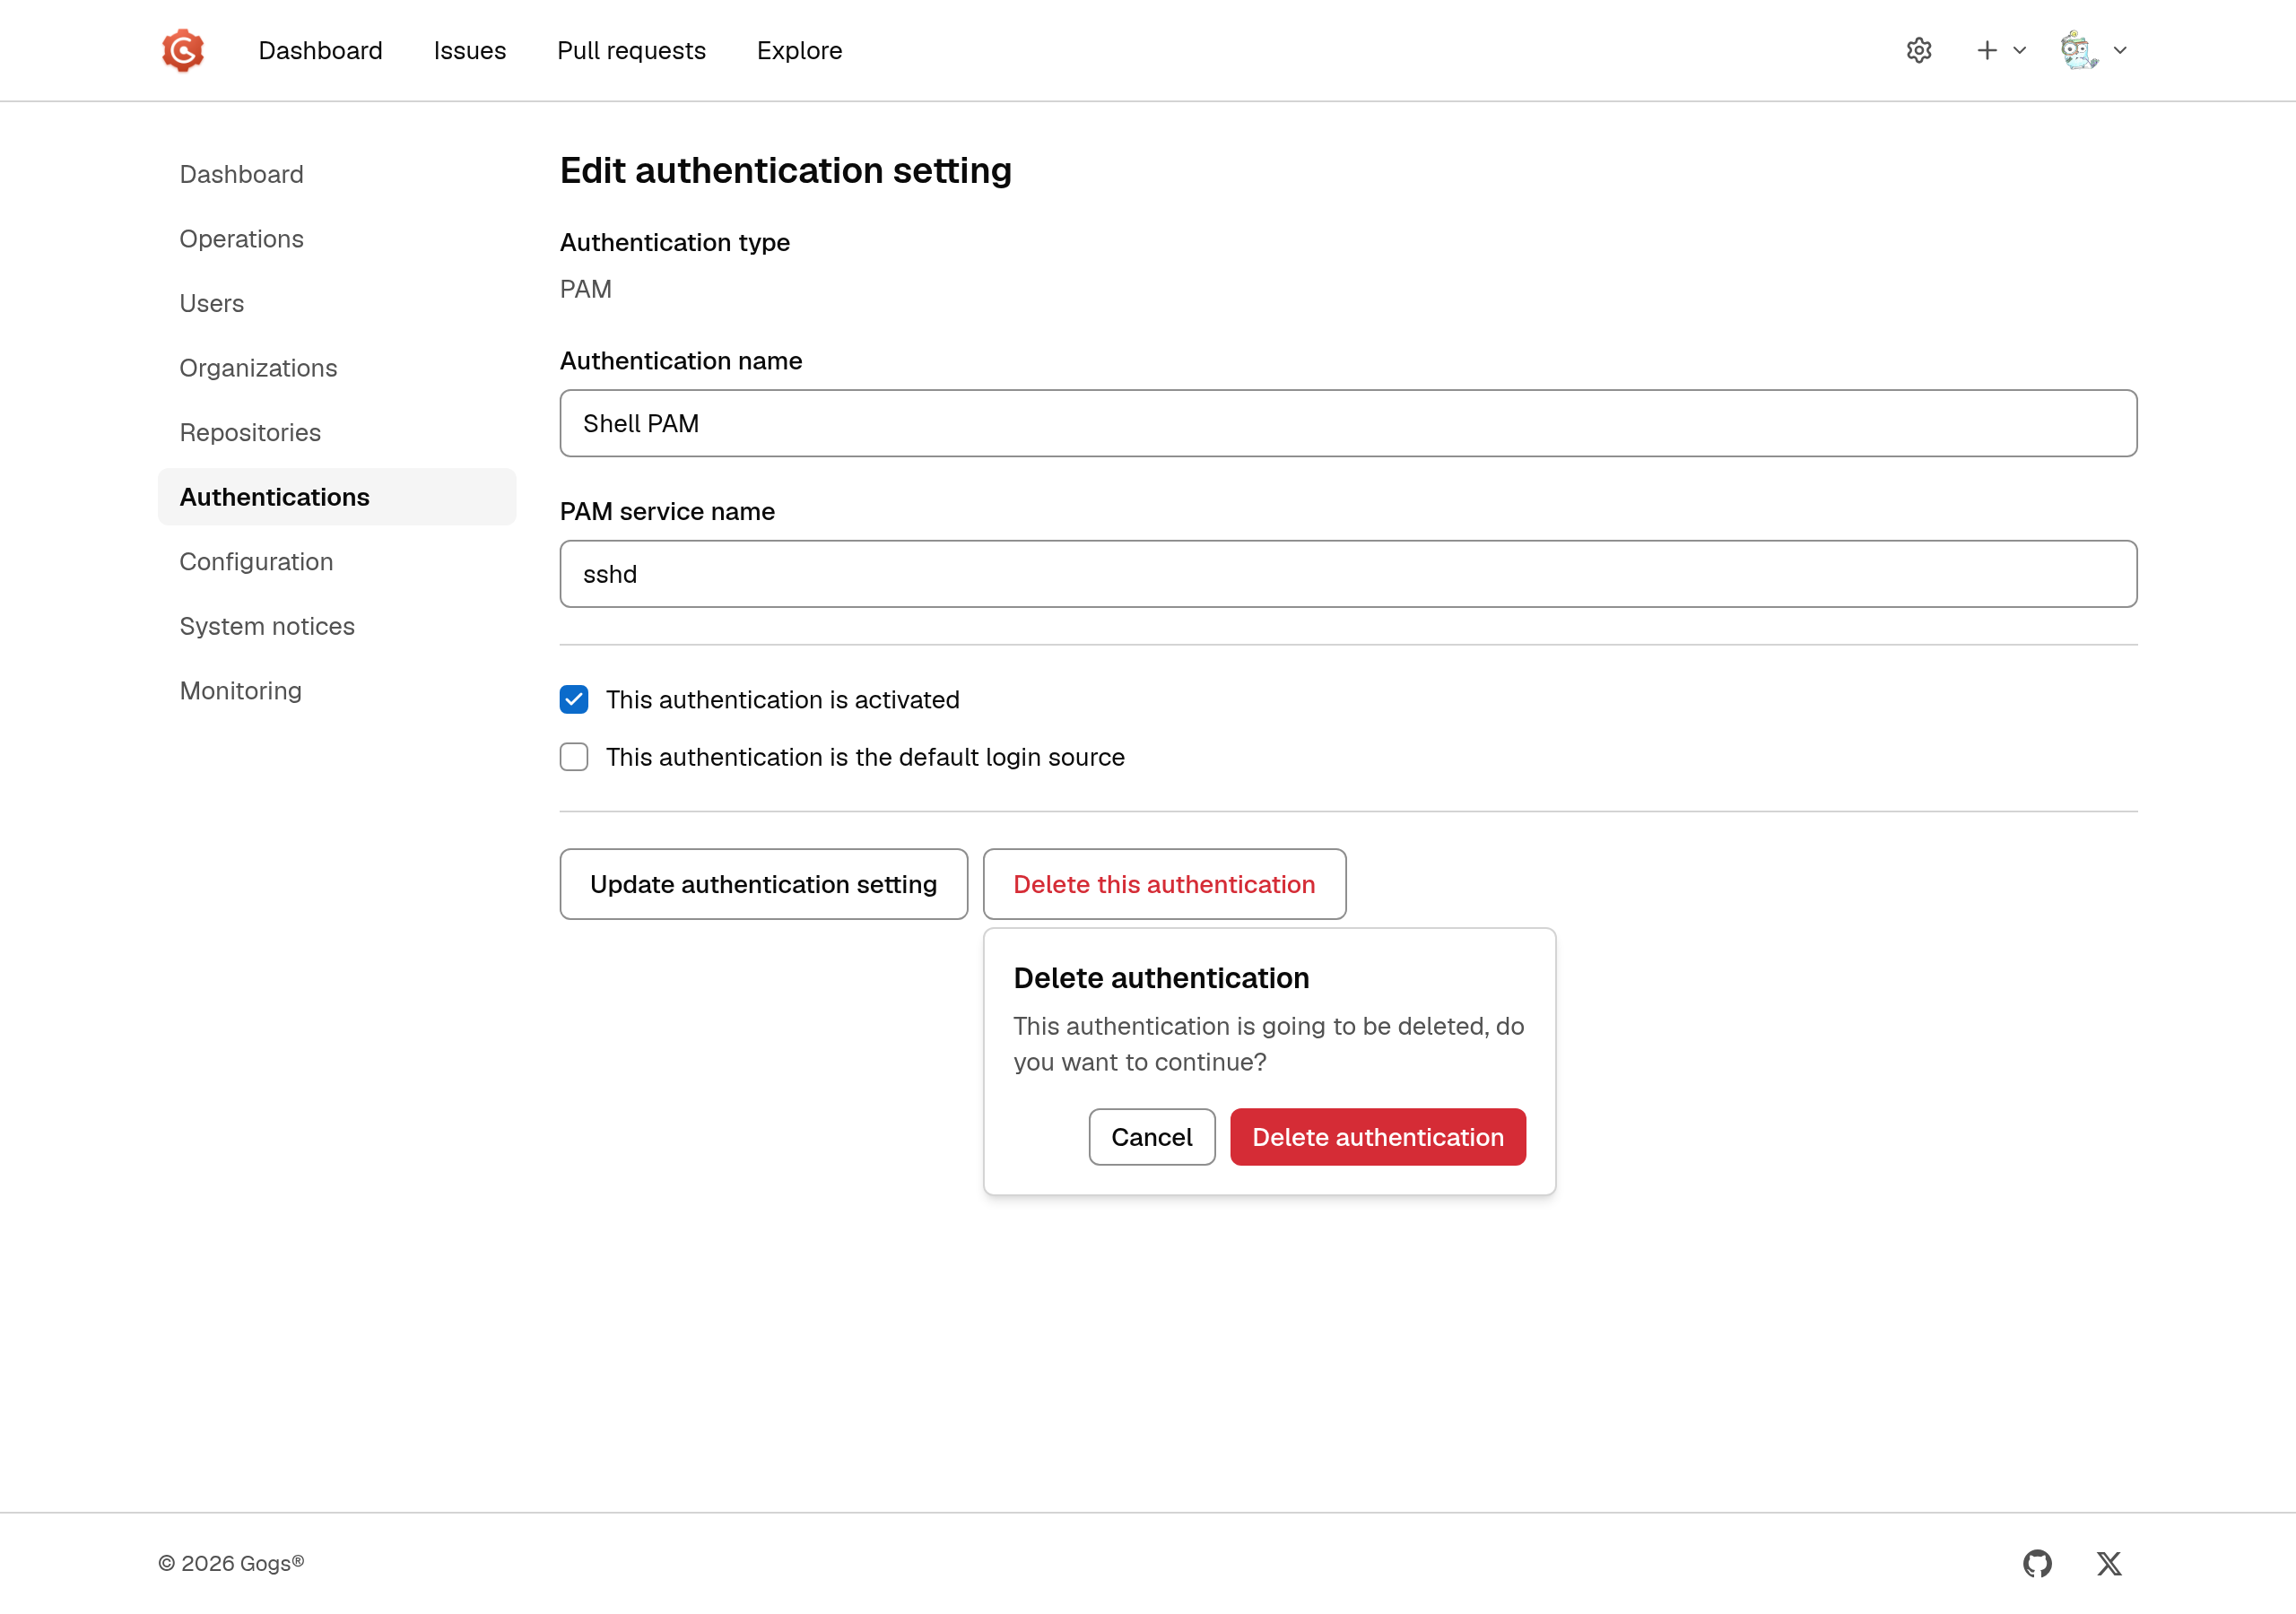 Dashboard
Issues
Pull requests
Explore
Dashboard
Operations
Users
Organizations
Repositories
Authentications
Configuration
System notices
Monitoring
Edit authentication setting
Authentication type
PAM
Authentication name
Shell PAM
PAM service name
sshd
This authentication is activated
This authentication is the default login source
Update authentication setting
Delete this authentication
Delete authentication
This authentication is going to be deleted, do
you want to continue?
Cancel
Delete authentication
© 2026 Gogs®